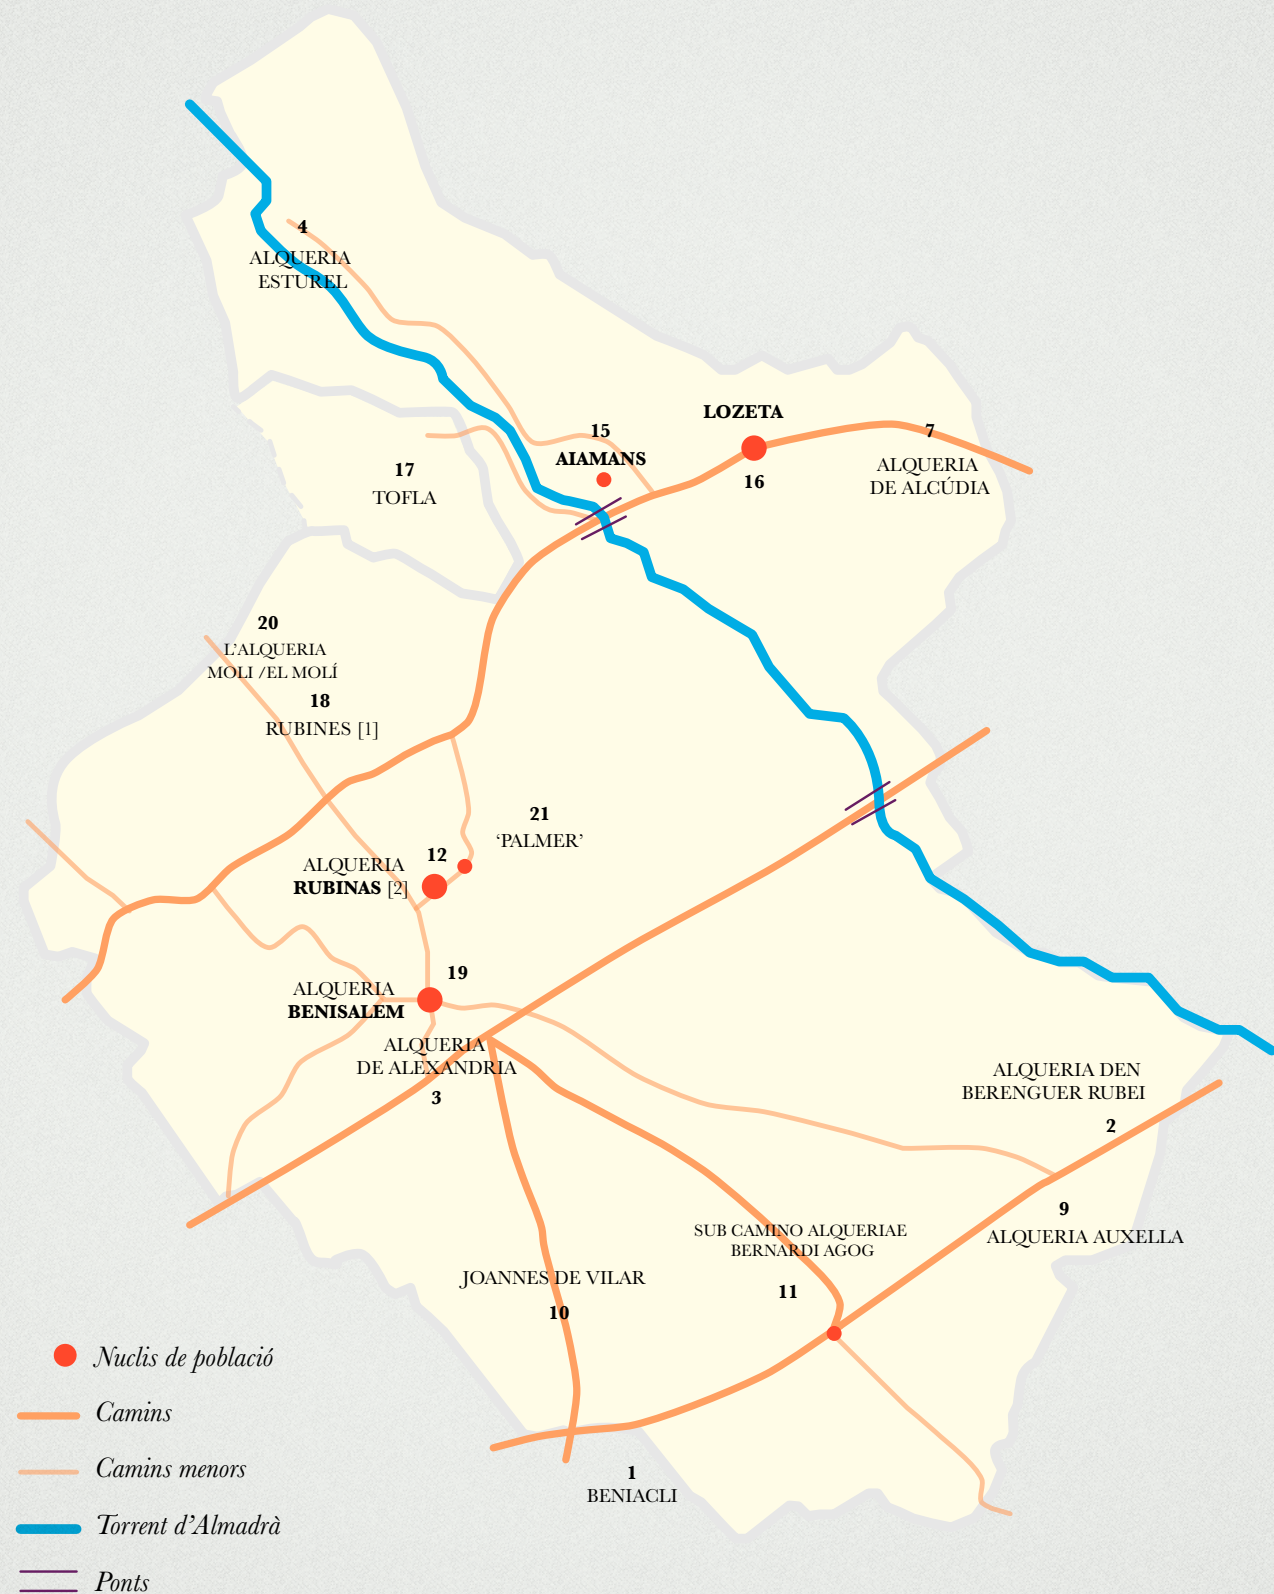 4
ALQUERIA
ESTUREL
LOZETA
15
AIAMANS
7
ALQUERIA
DE ALCÚDIA
17
TOFLA
16
20
L'ALQUERIA
MOLI /EL MOLÍ
18
RUBINES [1]
21
‘PALMER’
12
ALQUERIA
RUBINAS [2]
19
ALQUERIA
BENISALEM
ALQUERIA
DE ALEXANDRIA
3
ALQUERIA DEN
BERENGUER RUBEI
2
9
ALQUERIA AUXELLA
SUB CAMINO ALQUERIAE
BERNARDI AGOG
11
JOANNES DE VILAR
10
1
BENIACLI
Nuclis de població
Camins
Camins menors
Torrent d’Almadrà
Ponts